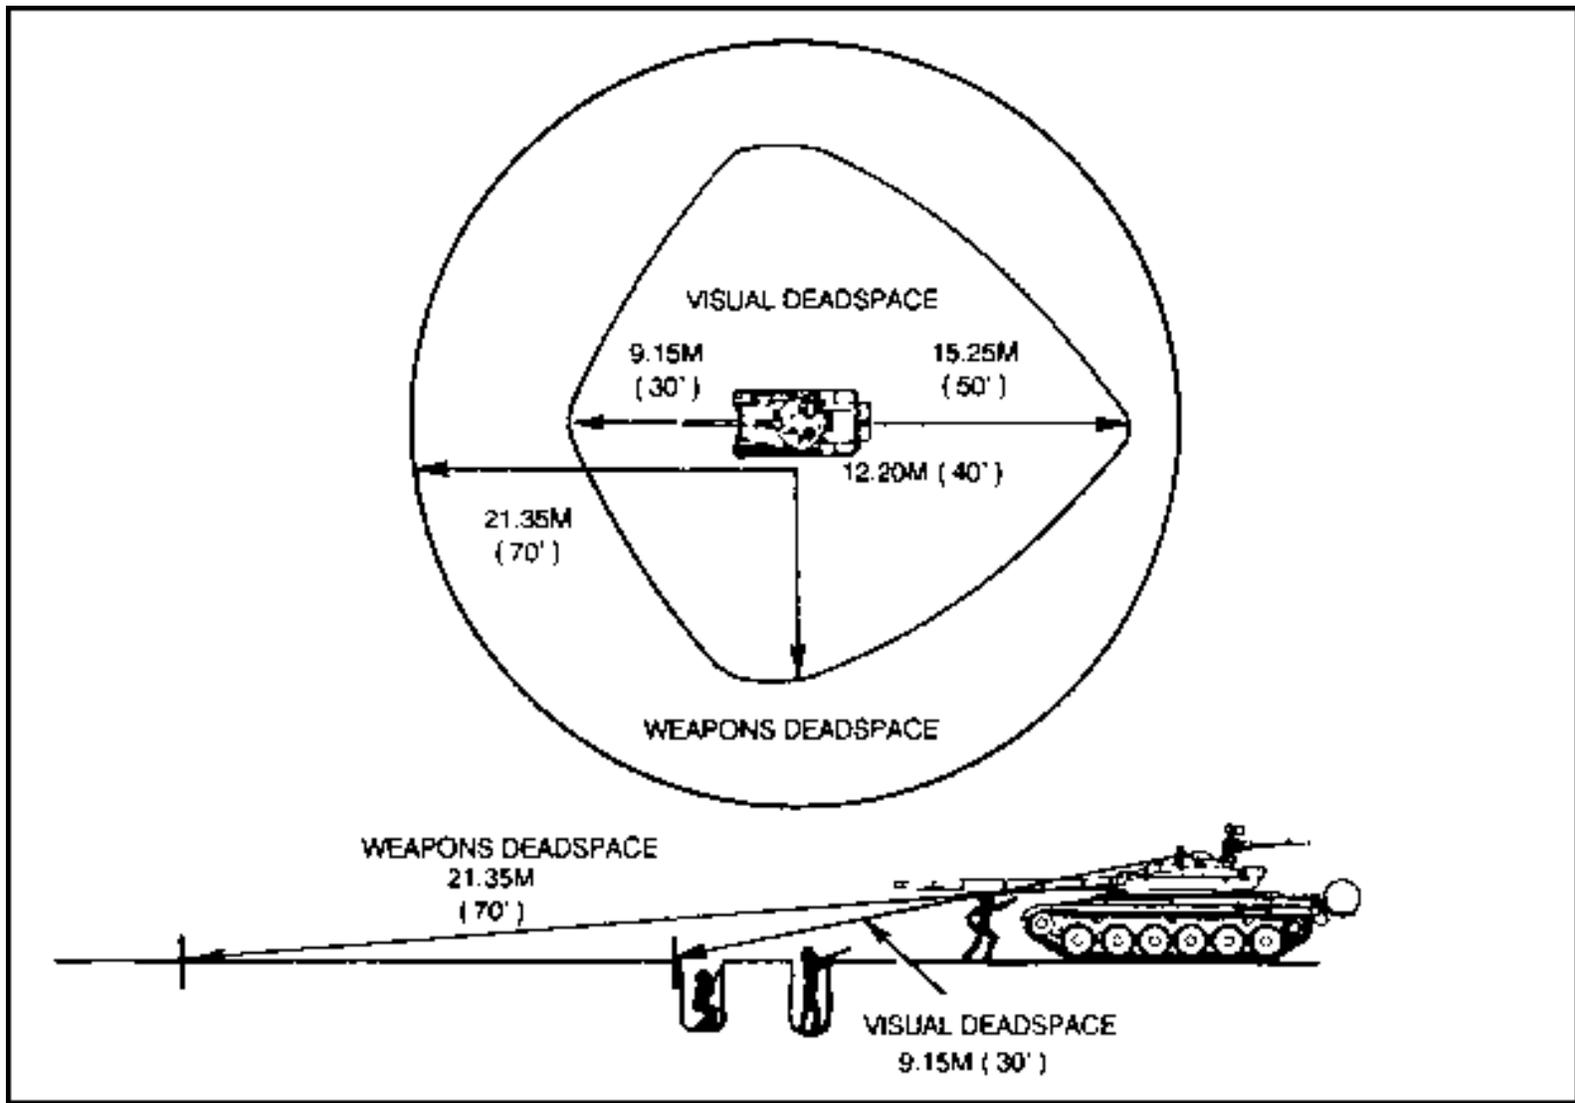 VISUAL DEADSPACE
9.15M
(30')
15.25M
(50')
12.20M (40')
21.35M
(70')
WEAPONS DEADSPACE
WEAPONS DEADSPACE
21.35M
(70')
VISUAL DEADSPACE
9.15M (30')